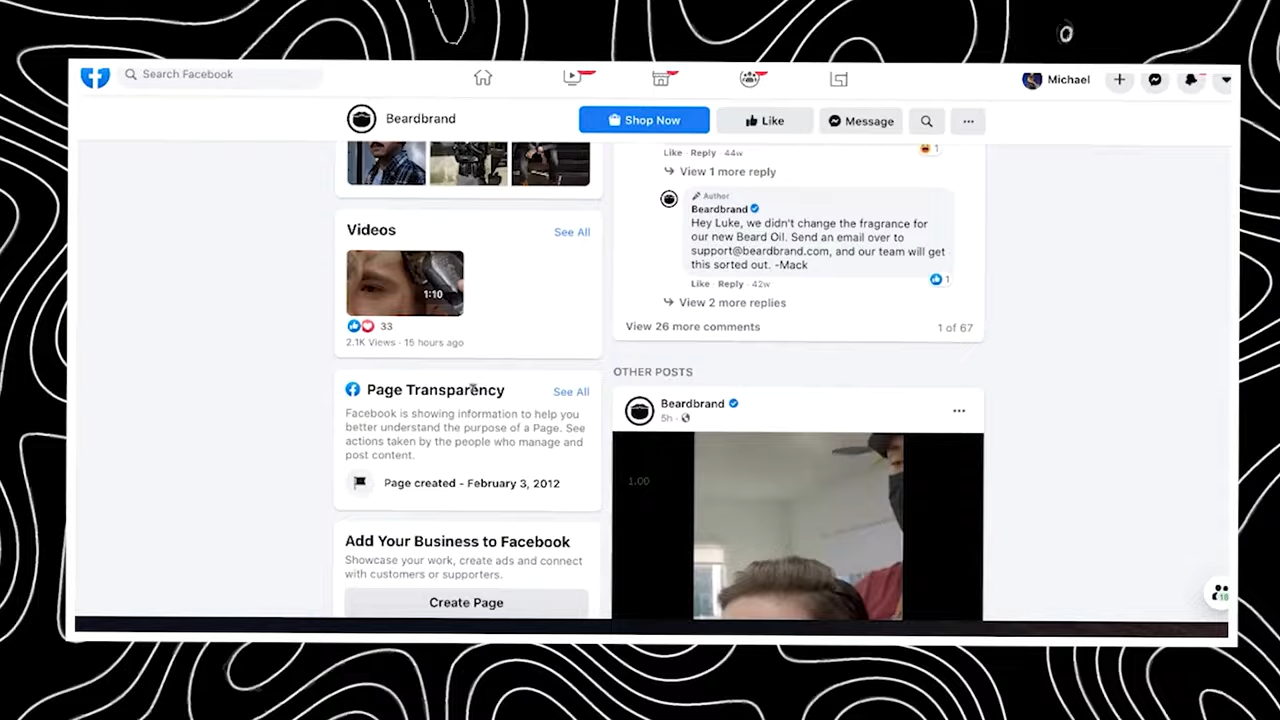 Search Facebook
Michael
Beardbrand
Shop Now
Like
Message
Videos
See All
1:10
33
2.1K Views · 15 hours ago
Page Transparency
See All
Facebook is showing information to help you
better understand the purpose of a Page. See
actions taken by the people who manage and
post content.
Page created - February 3, 2012
Add Your Business to Facebook
Showcase your work, create ads and connect
with customers or supporters.
Create Page
Like · Reply · 44w
1
View 1 more reply
Author
Beardbrand
Hey Luke, we didn't change the fragrance for
our new Beard Oil. Send an email over to
support@beardbrand.com, and our team will get
this sorted out. -Mack
1
Like · Reply · 42w
View 2 more replies
View 26 more comments
1 of 67
OTHER POSTS
Beardbrand
5h ·
1.00